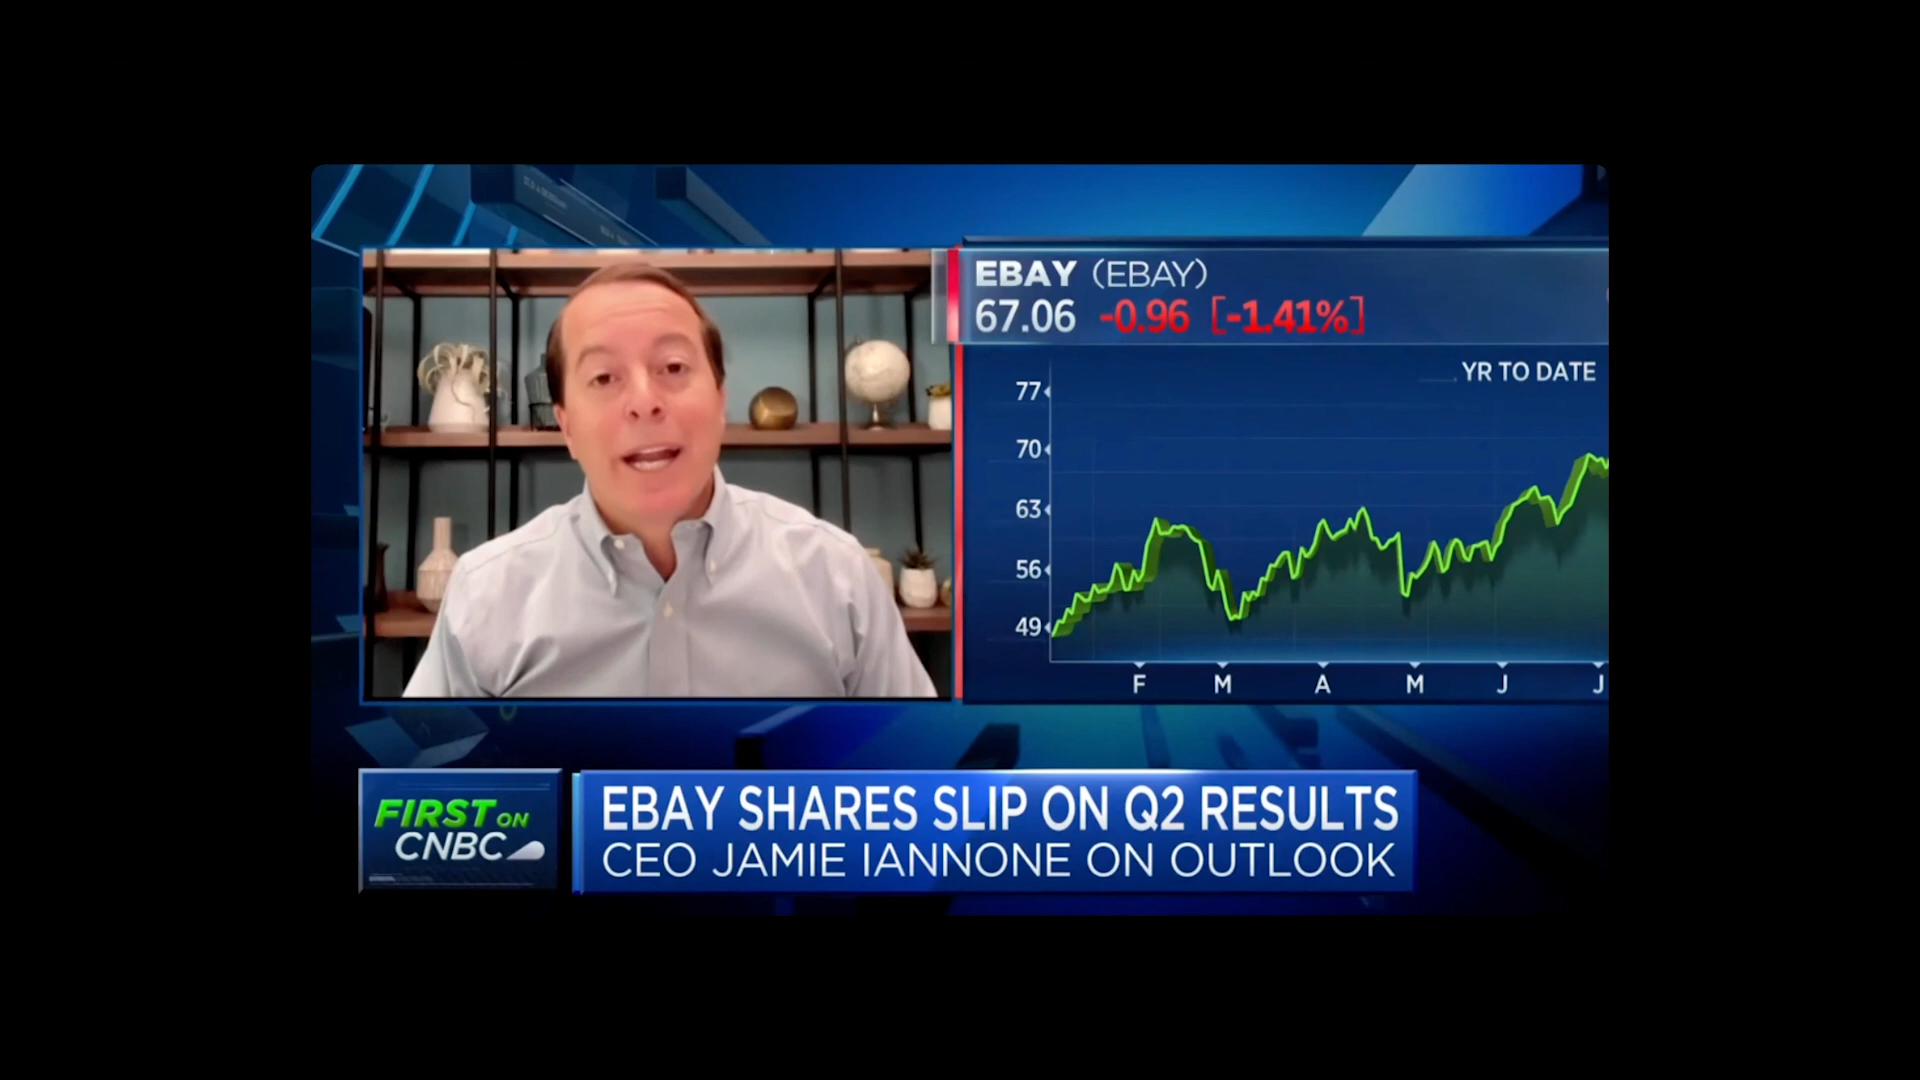 EBAY (EBAY)
67.06 -0.96 [-1.41%]
YR TO DATE
77
70
63
56
49
F M A M J J
FIRST ON
CNBC
EBAY SHARES SLIP ON Q2 RESULTS
CEO JAMIE IANNONE ON OUTLOOK